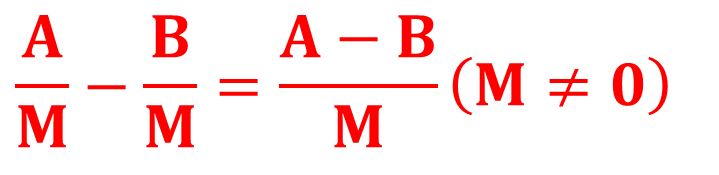 A/M − B/M = (A − B)/M (M ≠ 0)